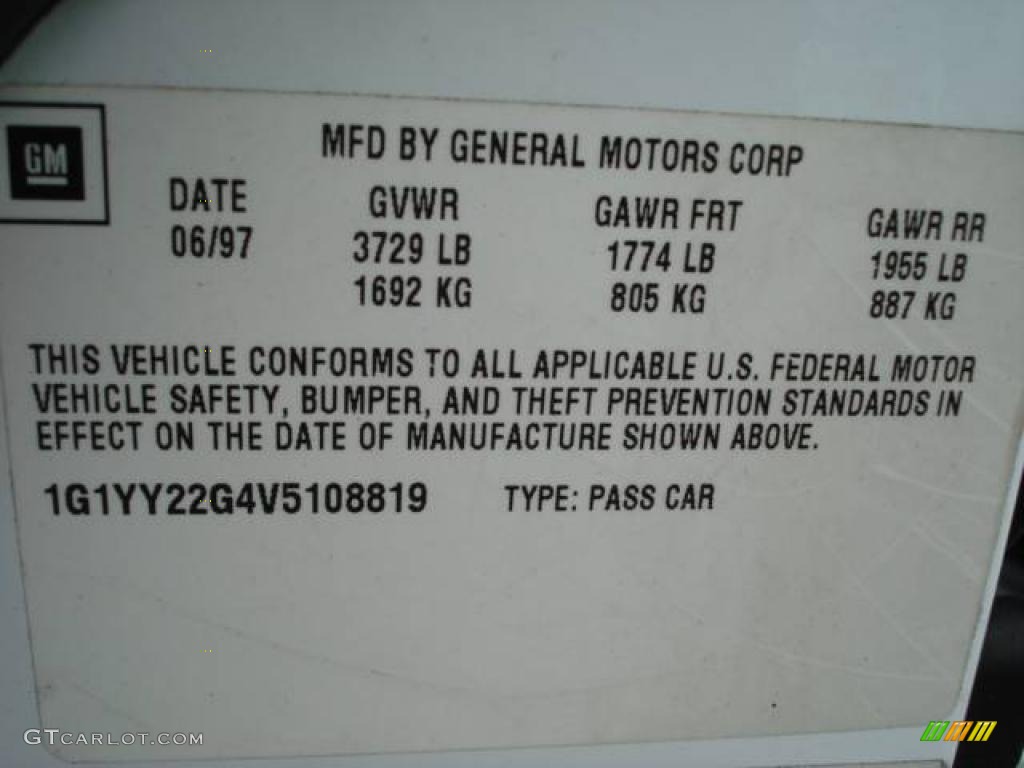 GM
MFD BY GENERAL MOTORS CORP
DATE GVWR GAWR FRT GAWR RR
06/97 3729 LB 1774 LB 1955 LB
1692 KG 805 KG 887 KG
THIS VEHICLE CONFORMS TO ALL APPLICABLE U.S. FEDERAL MOTOR
VEHICLE SAFETY, BUMPER, AND THEFT PREVENTION STANDARDS IN
EFFECT ON THE DATE OF MANUFACTURE SHOWN ABOVE.
1G1YY22G4V5108819 TYPE: PASS CAR
GTCARLOT.COM